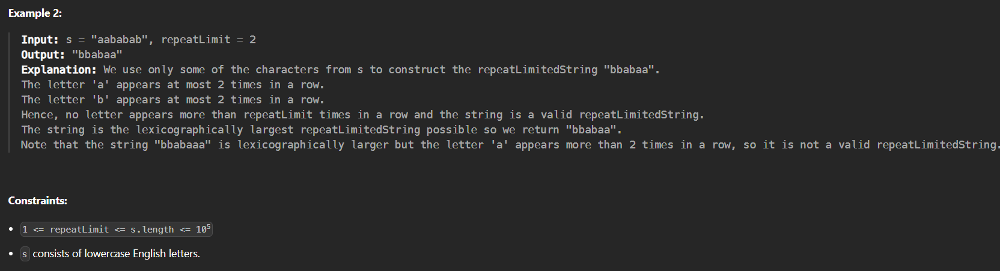 Example 2:
Input: s = "aababab", repeatLimit = 2
Output: "bbabaa"
Explanation: We use only some of the characters from s to construct the repeatLimitedString "bbabaa".
The letter 'a' appears at most 2 times in a row.
The letter 'b' appears at most 2 times in a row.
Hence, no letter appears more than repeatLimit times in a row and the string is a valid repeatLimitedString.
The string is the lexicographically largest repeatLimitedString possible so we return "bbabaa".
Note that the string "bbabaaa" is lexicographically larger but the letter 'a' appears more than 2 times in a row, so it is not a valid repeatLimitedString.
Constraints:
• 1 <= repeatLimit <= s.length <= 10⁵
• s consists of lowercase English letters.